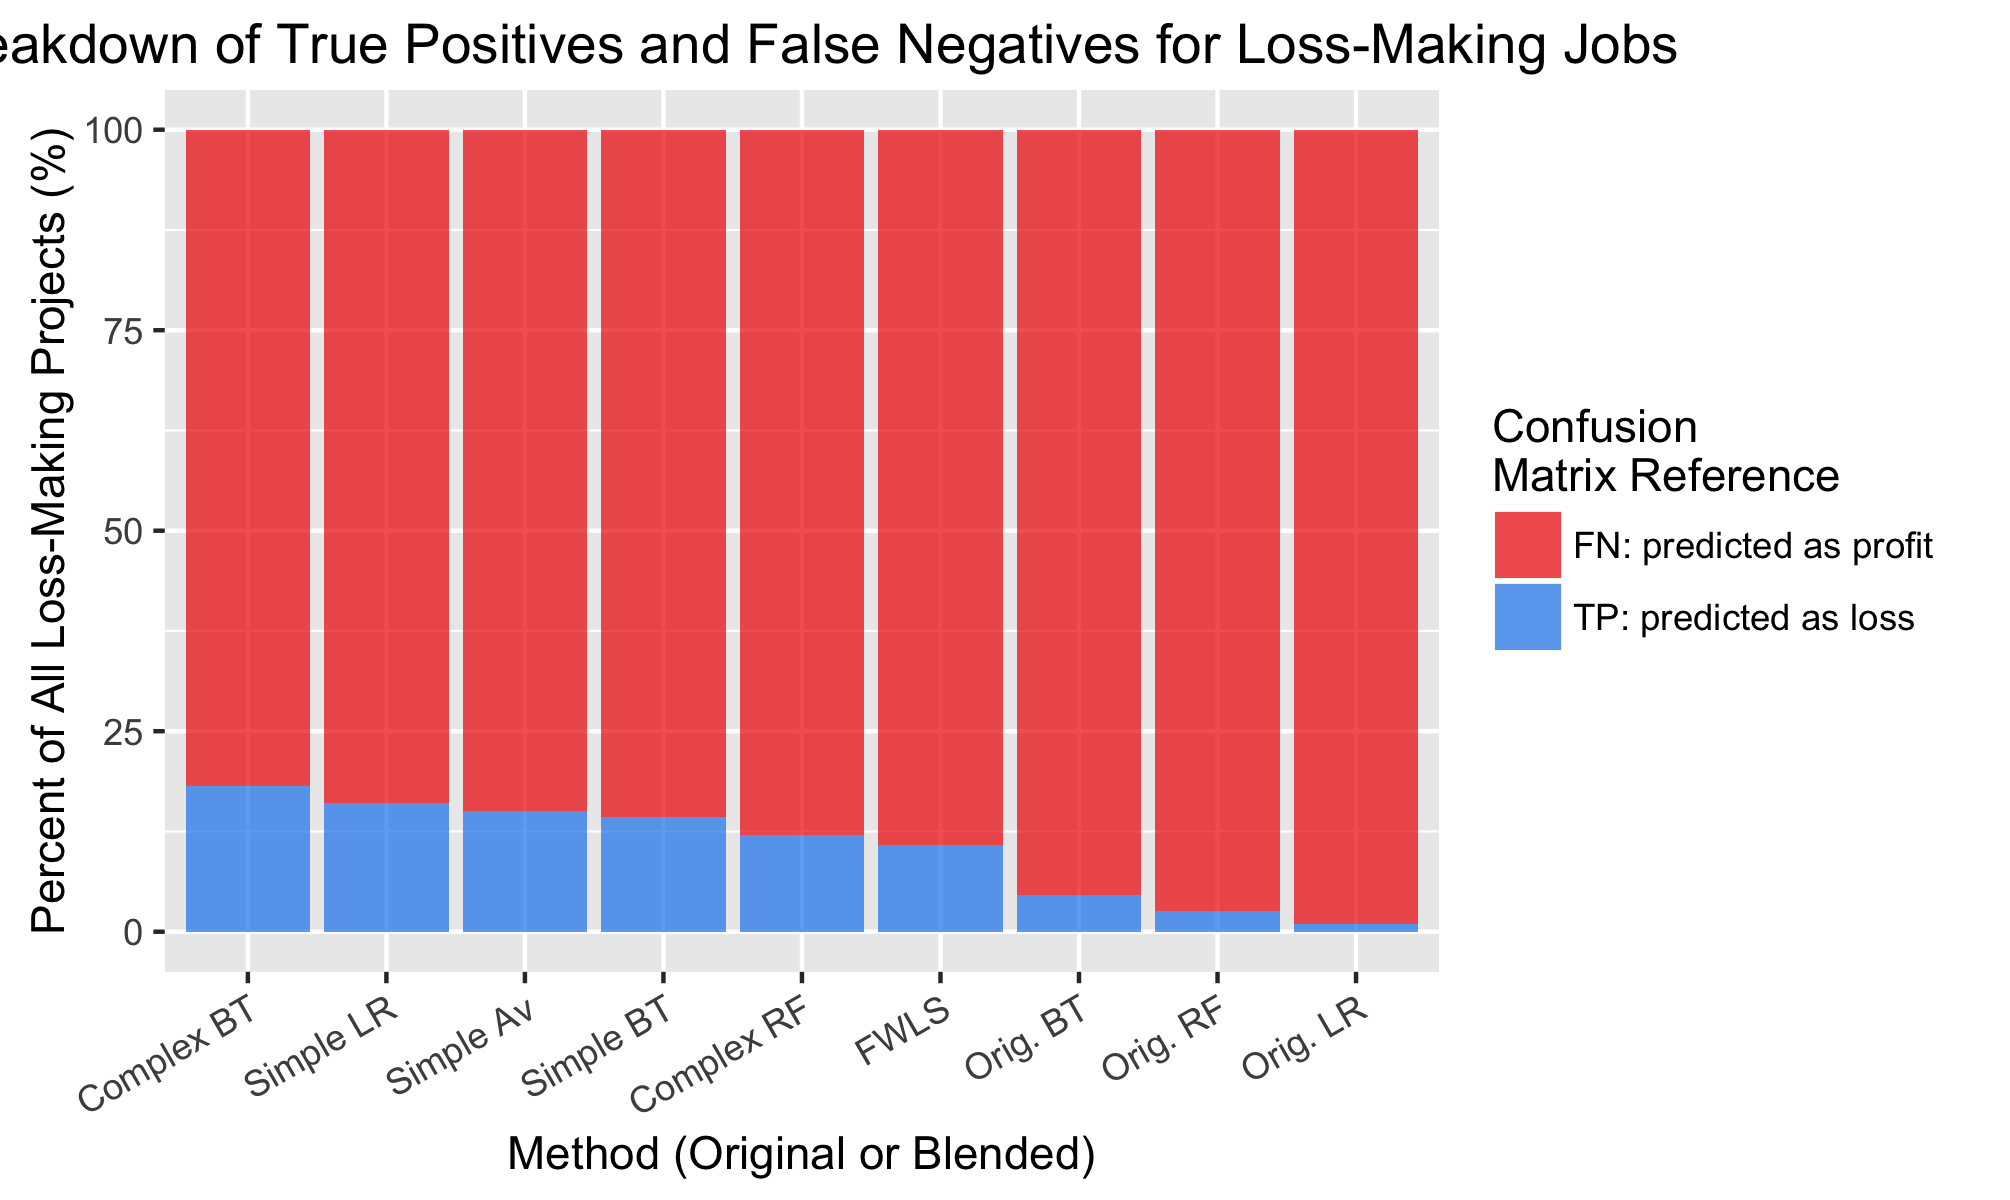 eakdown of True Positives and False Negatives for Loss-Making Jobs
Percent of All Loss-Making Projects (%)
100
75
50
25
0
Complex BT
Simple LR
Simple Av
Simple BT
Complex RF
FWLS
Orig. BT
Orig. RF
Orig. LR
Method (Original or Blended)
Confusion
Matrix Reference
FN: predicted as profit
TP: predicted as loss